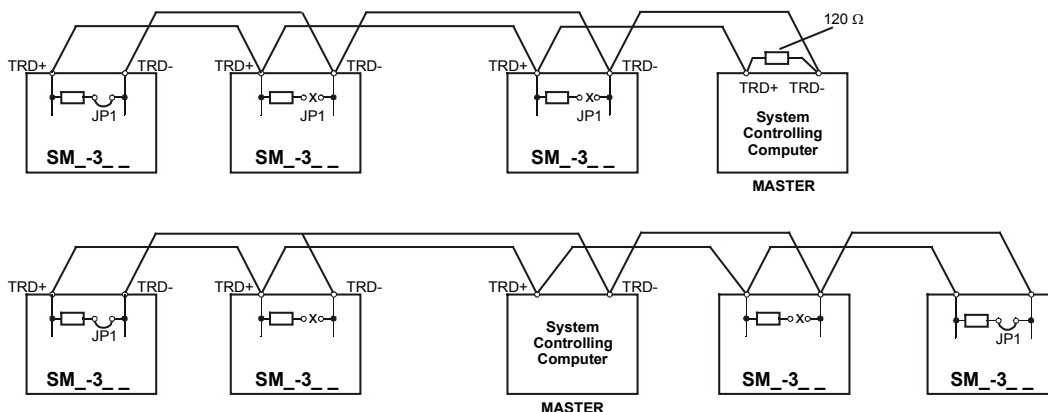 120 Ω
TRD+ TRD- TRD+ TRD- TRD+ TRD-
TRD+ TRD-
JP1 JP1 JP1
System
Controlling
Computer
SM_-3_ _ SM_-3_ _ SM_-3_ _
MASTER
TRD+ TRD- TRD+ TRD- TRD+ TRD-
JP1 JP1
System
Controlling
Computer
SM_-3_ _ SM_-3_ _ SM_-3_ _ SM_-3_ _
MASTER